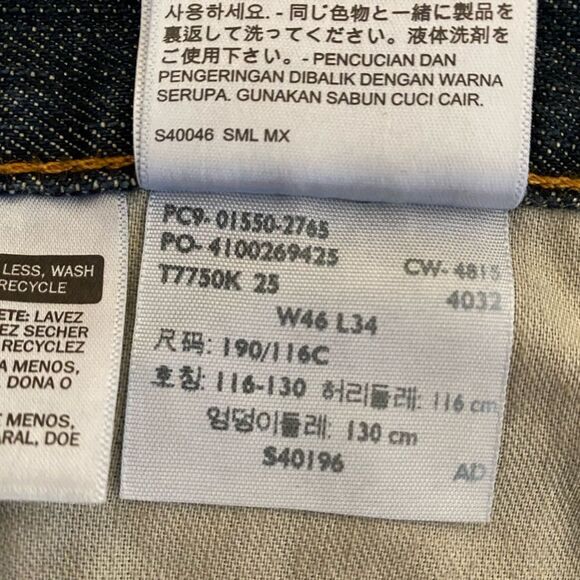 사용하세요. - 同じ色物と一緒に製品を
裏返して洗ってください。液体洗剤を
ご使用下さい。- PENCUCIAN DAN
PENGERINGAN DIBALIK DENGAN WARNA
SERUPA. GUNAKAN SABUN CUCI CAIR.
S40046 SML MX
LESS, WASH
RECYCLE
ETE: LAVEZ
EZ SECHER
RECYCLEZ
A MENOS,
DONA O
MENOS,
ARAL, DOE
PC9- 01550-2765
PO- 4100269425
CW- 4815
T7750K 25
4032
W46 L34
尺码: 190/116C
호칭: 116-130 허리둘레: 116 cm
엉덩이둘레: 130 cm
S40196
AD